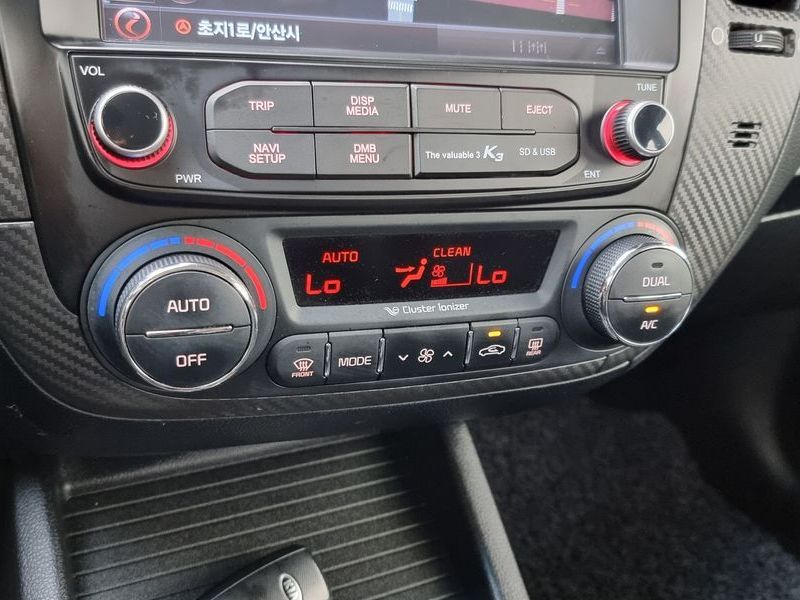 초지1로/안산시
VOL
TUNE
TRIP
DISP
MEDIA
MUTE
EJECT
NAVI
SETUP
DMB
MENU
The valuable 3 K3
SD & USB
PWR
ENT
AUTO
CLEAN
Lo
Lo
Cluster Ionizer
AUTO
OFF
DUAL
A/C
FRONT
MODE
REAR
KIA